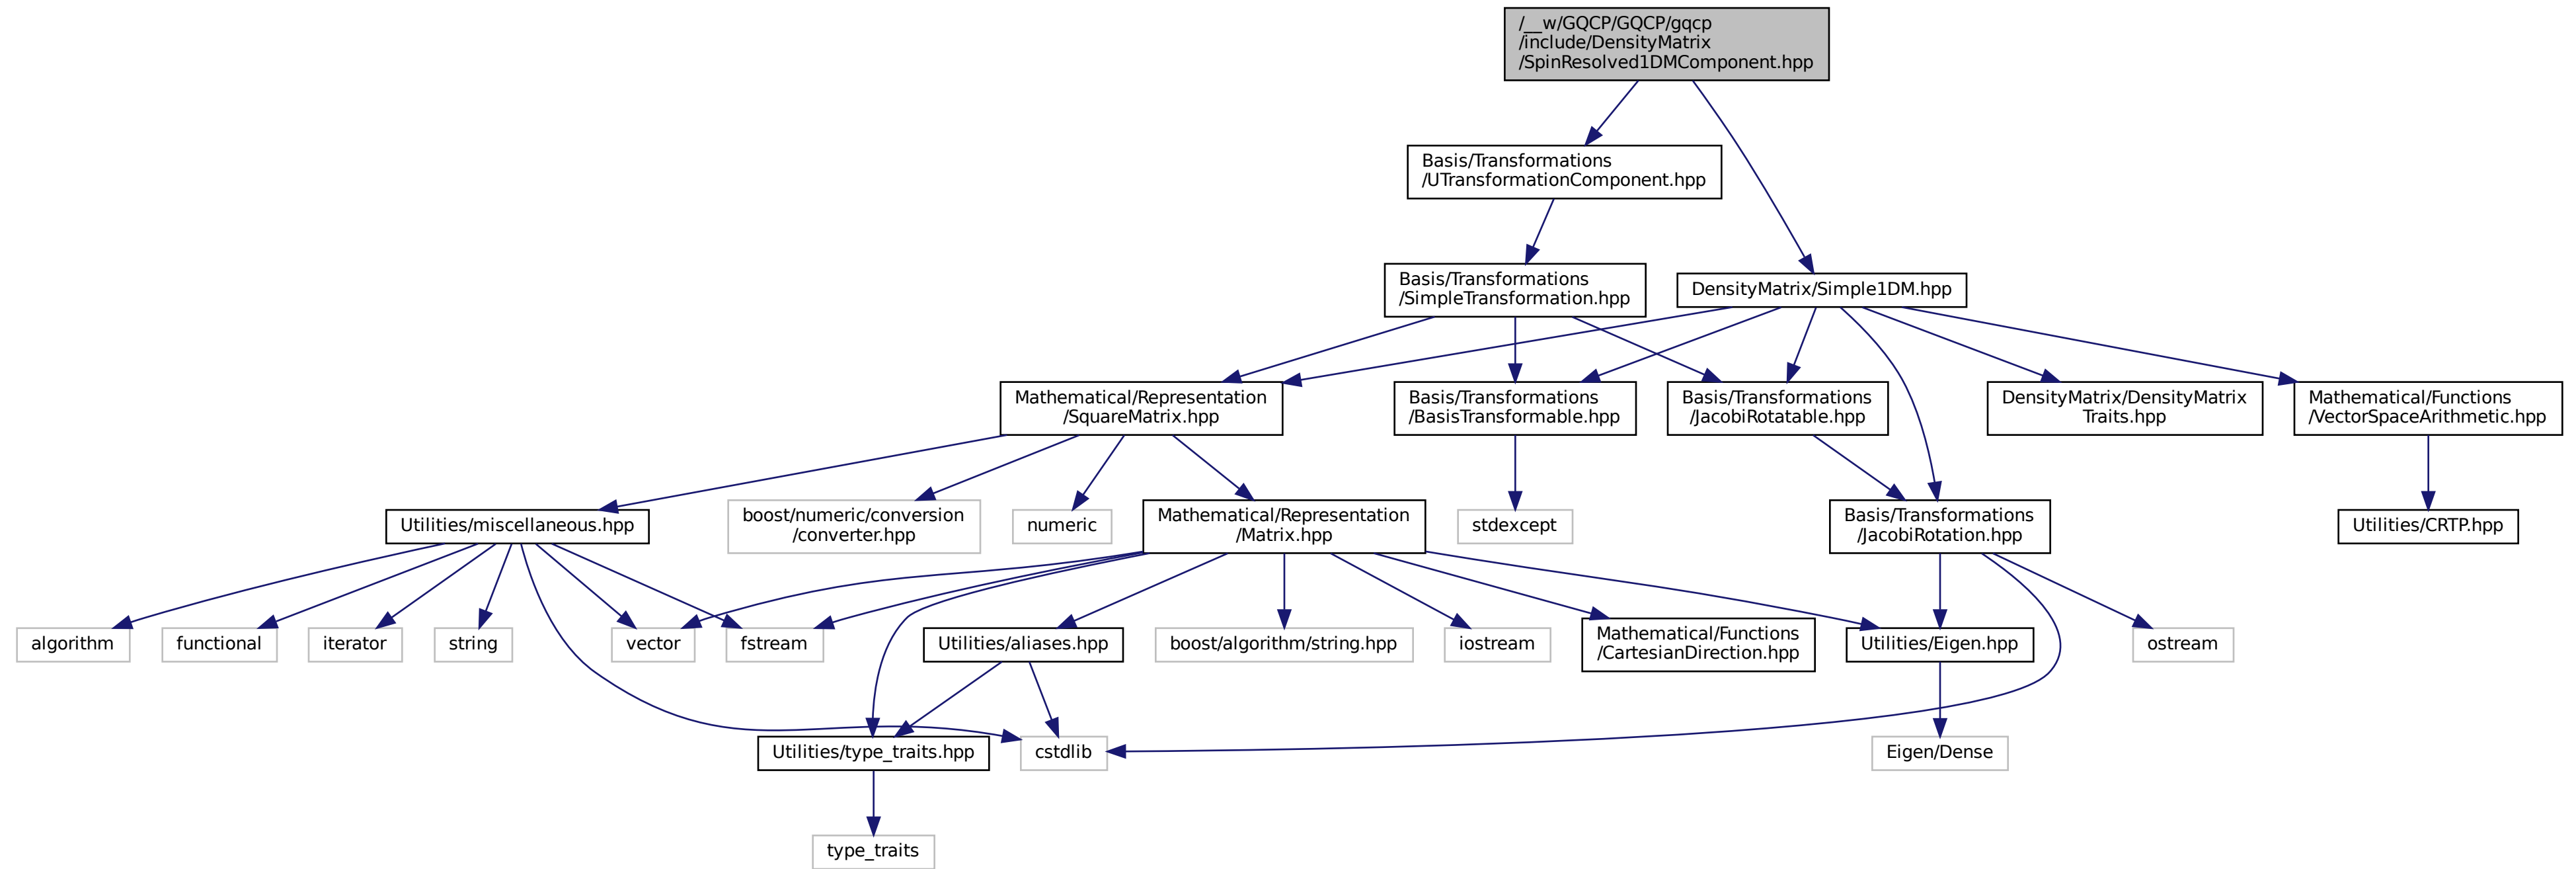 /__w/GQCP/GQCP/gqcp
/include/DensityMatrix
/SpinResolved1DMComponent.hpp
Basis/Transformations
/UTransformationComponent.hpp
Basis/Transformations
/SimpleTransformation.hpp
DensityMatrix/Simple1DM.hpp
Mathematical/Representation
/SquareMatrix.hpp
Basis/Transformations
/BasisTransformable.hpp
Basis/Transformations
/JacobiRotatable.hpp
DensityMatrix/DensityMatrix
Traits.hpp
Mathematical/Functions
/VectorSpaceArithmetic.hpp
Utilities/miscellaneous.hpp
boost/numeric/conversion
/converter.hpp
numeric
Mathematical/Representation
/Matrix.hpp
stdexcept
Basis/Transformations
/JacobiRotation.hpp
Utilities/CRTP.hpp
algorithm
functional
iterator
string
vector
fstream
Utilities/aliases.hpp
boost/algorithm/string.hpp
iostream
Mathematical/Functions
/CartesianDirection.hpp
Utilities/Eigen.hpp
ostream
Utilities/type_traits.hpp
cstdlib
Eigen/Dense
type_traits